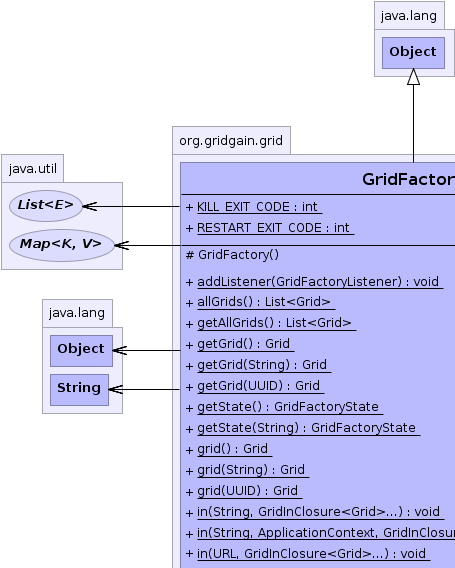 java.lang
Object
org.gridgain.grid
java.util
List<E>
Map<K, V>
java.lang
Object
String
GridFactor
+ KILL_EXIT_CODE : int
+ RESTART_EXIT_CODE : int
# GridFactory()
+ addListener(GridFactoryListener) : void
+ allGrids() : List<Grid>
+ getAllGrids() : List<Grid>
+ getGrid() : Grid
+ getGrid(String) : Grid
+ getGrid(UUID) : Grid
+ getState() : GridFactoryState
+ getState(String) : GridFactoryState
+ grid() : Grid
+ grid(String) : Grid
+ grid(UUID) : Grid
+ in(String, GridInClosure<Grid>...) : void
+ in(String, ApplicationContext, GridInClosur
+ in(URL, GridInClosure<Grid>...) : void